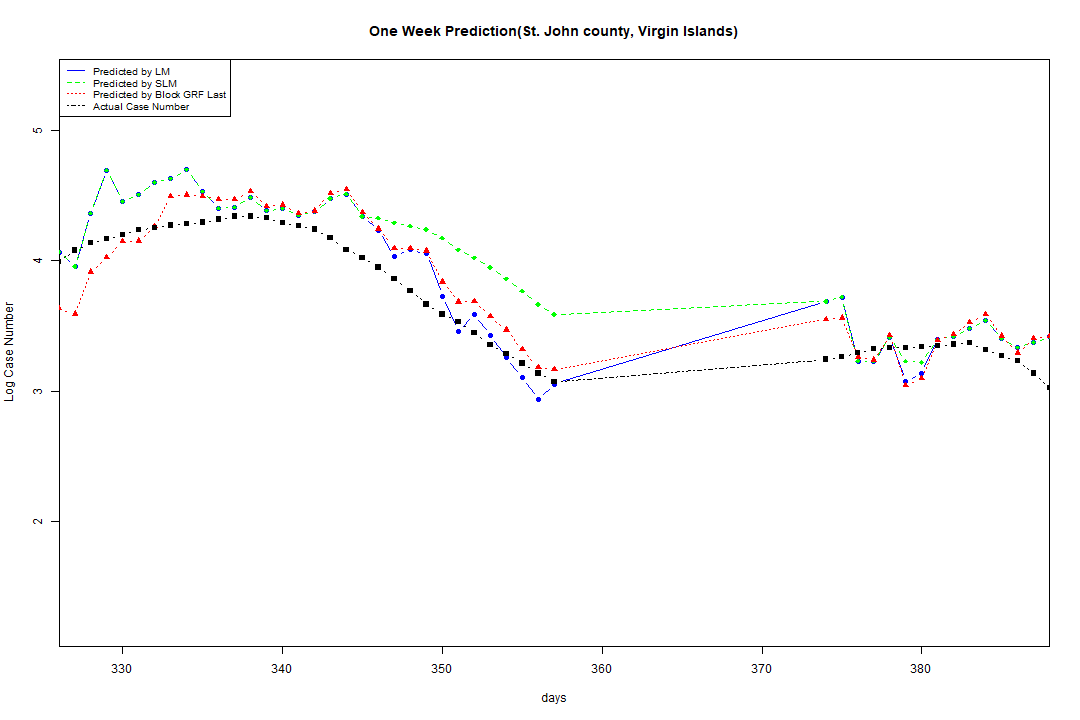 One Week Prediction(St. John county, Virgin Islands)
Predicted by LM
Predicted by SLM
Predicted by Block GRF Last
Actual Case Number
5
4
3
2
Log Case Number
330 340 350 360 370 380
days